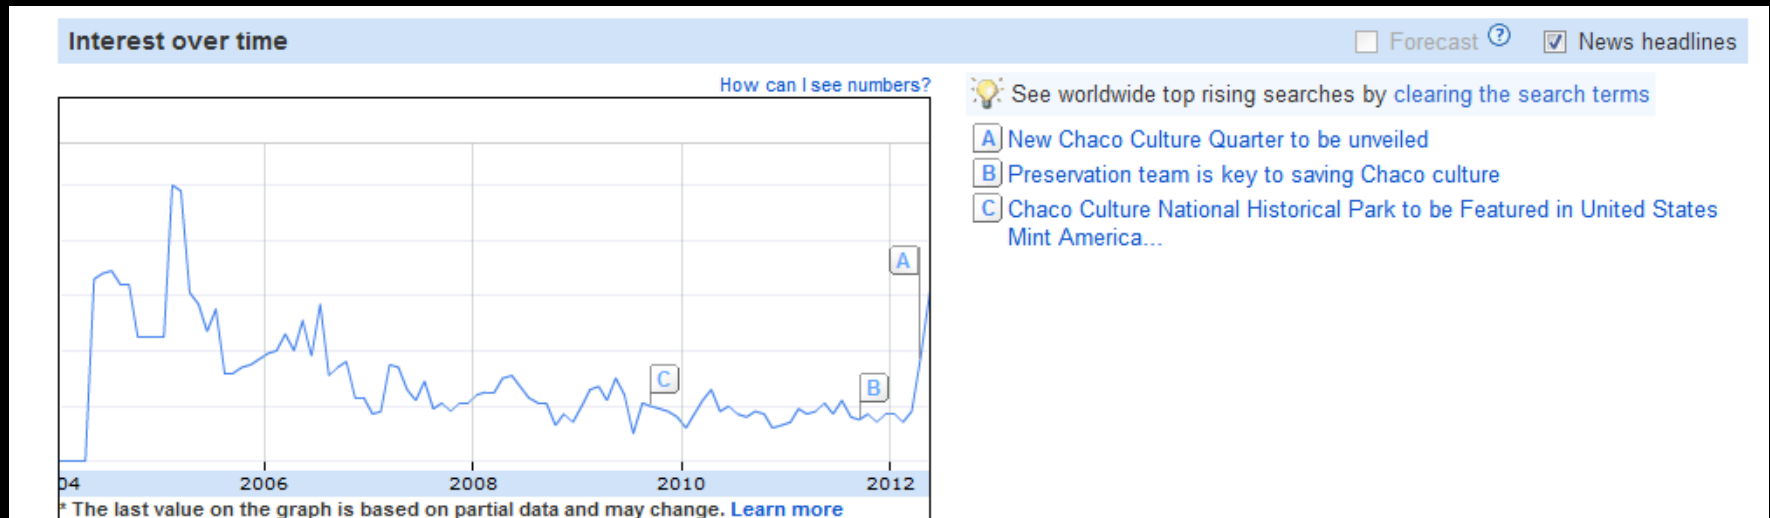 Interest over time
Forecast ?
News headlines
How can I see numbers?
See worldwide top rising searches by clearing the search terms
A New Chaco Culture Quarter to be unveiled
B Preservation team is key to saving Chaco culture
C Chaco Culture National Historical Park to be Featured in United States
Mint America...
A
C
B
04 2006 2008 2010 2012
* The last value on the graph is based on partial data and may change. Learn more